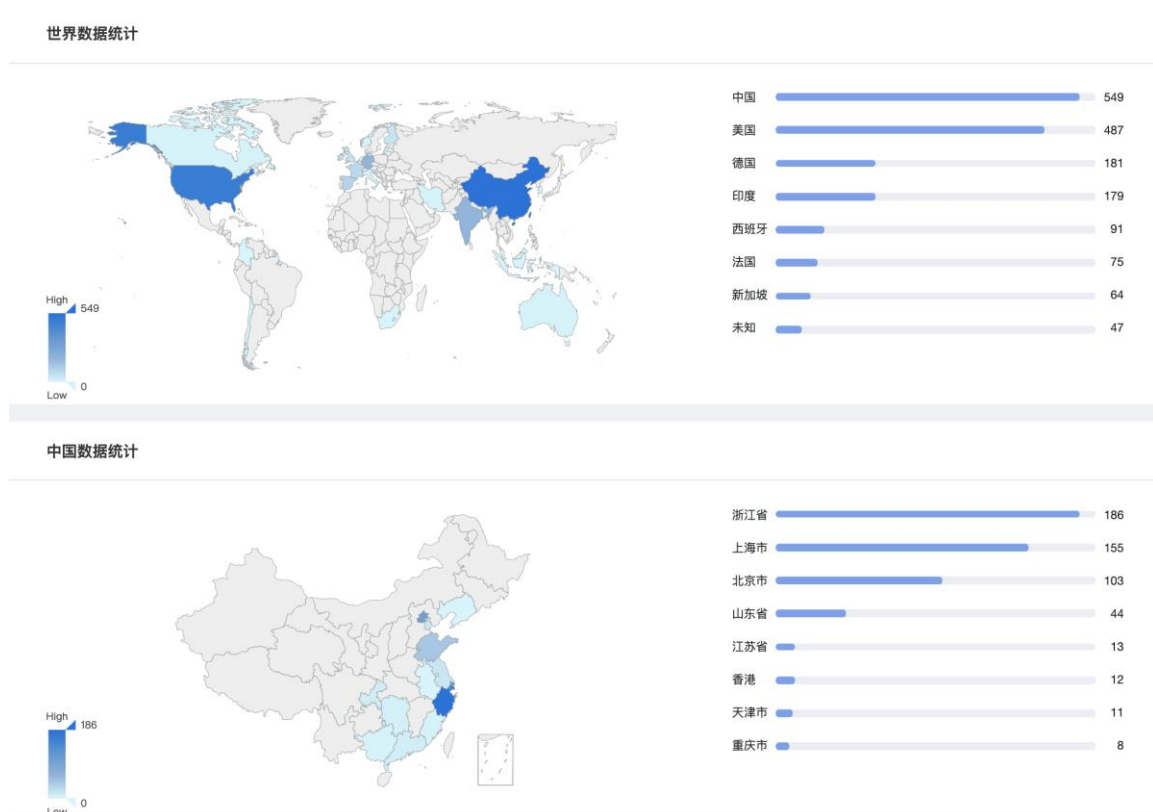 世界数据统计
中国 549
美国 487
德国 181
印度 179
西班牙 91
法国 75
新加坡 64
未知 47
High
549
0
Low
中国数据统计
浙江省 186
上海市 155
北京市 103
山东省 44
江苏省 13
香港 12
天津市 11
重庆市 8
High
186
0
Low